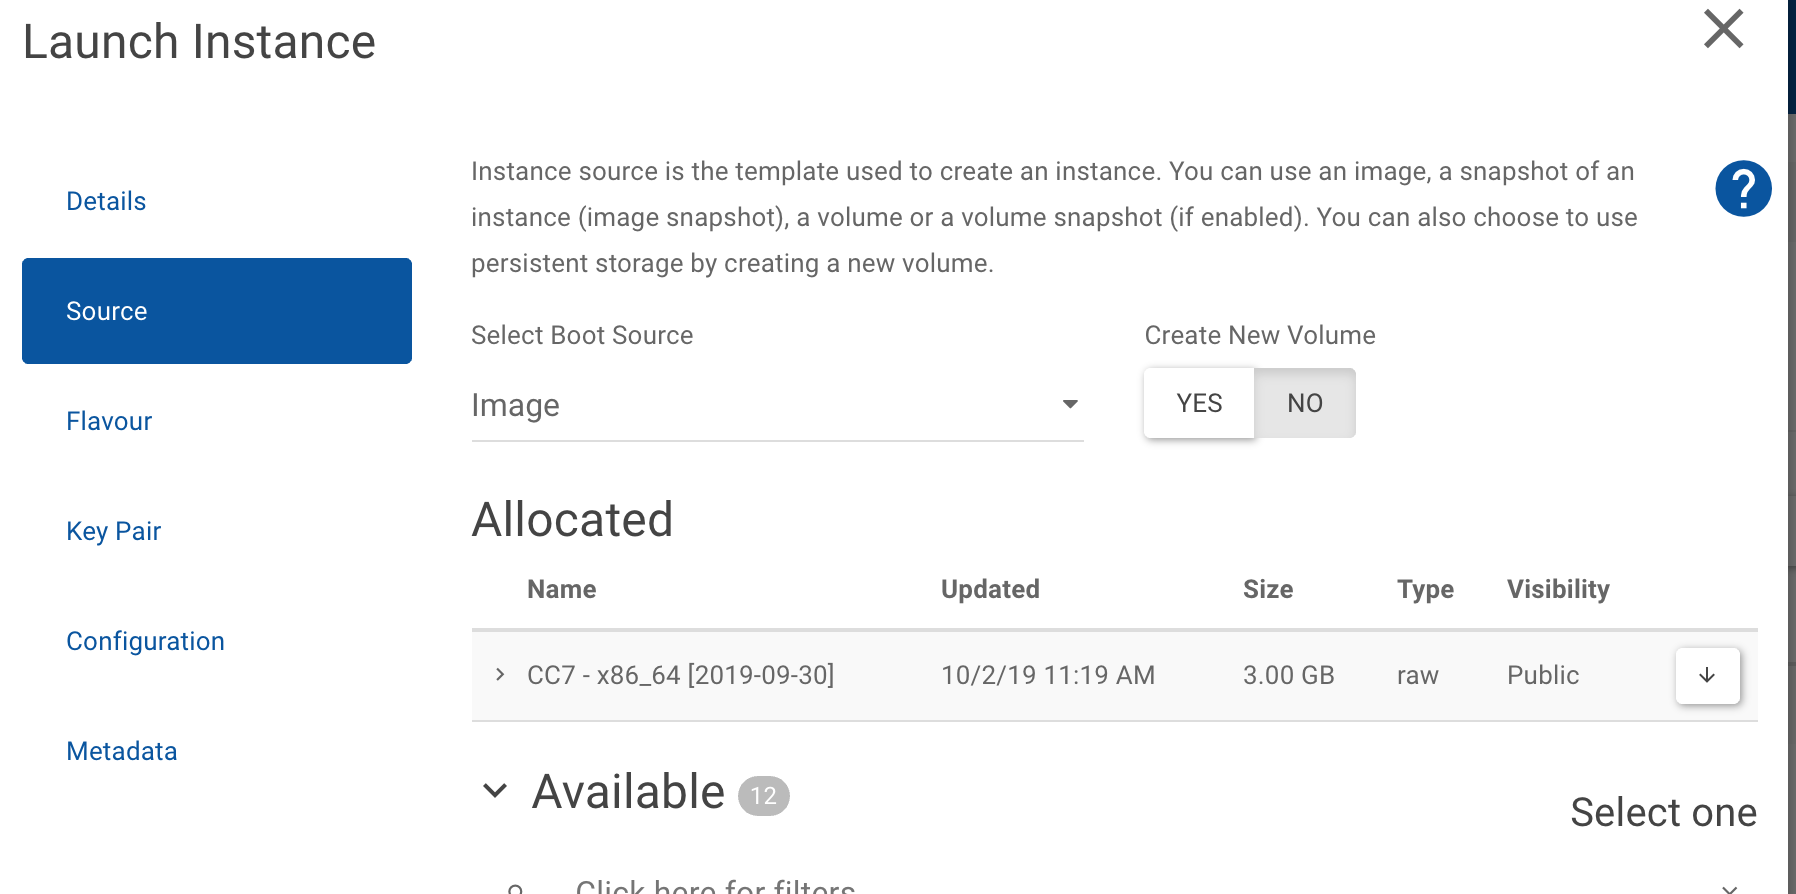 Launch Instance
Details
Source
Flavour
Key Pair
Configuration
Metadata
Instance source is the template used to create an instance. You can use an image, a snapshot of an
instance (image snapshot), a volume or a volume snapshot (if enabled). You can also choose to use
persistent storage by creating a new volume.
?
Select Boot Source
Create New Volume
Image
YES NO
Allocated
Name Updated Size Type Visibility
CC7 - x86_64 [2019-09-30] 10/2/19 11:19 AM 3.00 GB raw Public
Available 12
Select one
Click here for filters